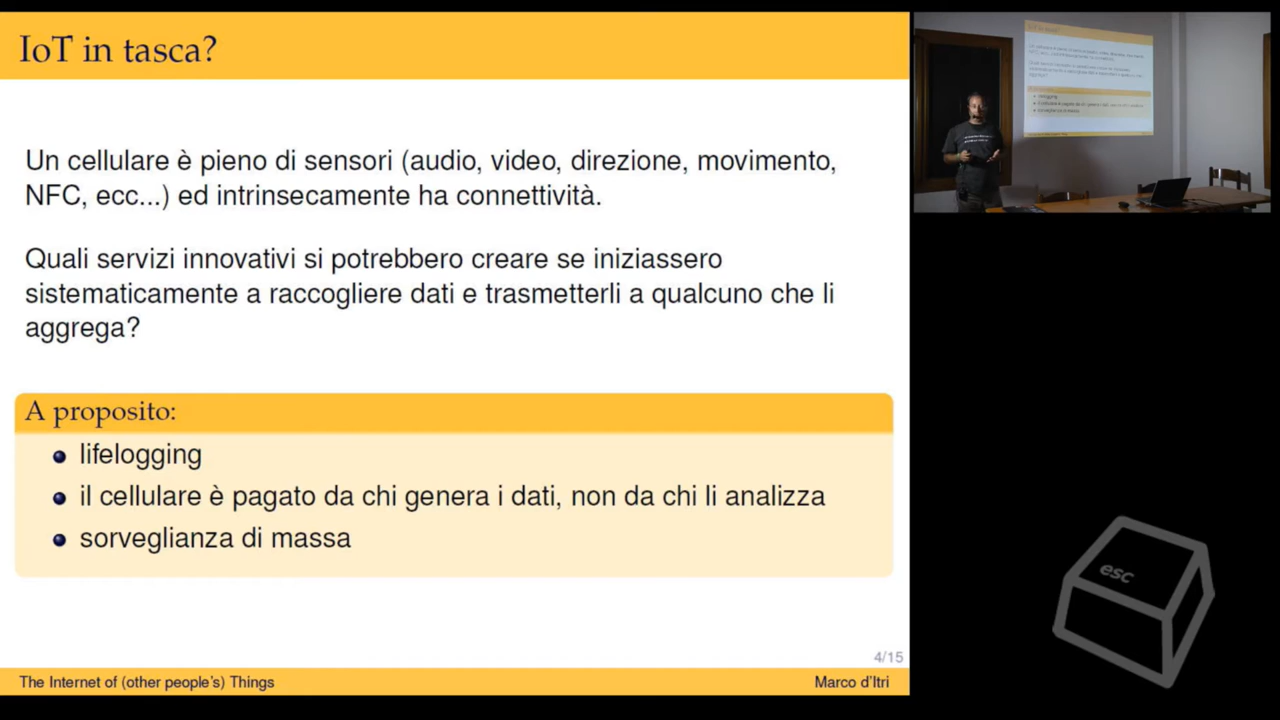 IoT in tasca?
Un cellulare è pieno di sensori (audio, video, direzione, movimento,
NFC, ecc...) ed intrinsecamente ha connettività.
Quali servizi innovativi si potrebbero creare se iniziassero
sistematicamente a raccogliere dati e trasmetterli a qualcuno che li
aggrega?
A proposito:
lifelogging
il cellulare è pagato da chi genera i dati, non da chi li analizza
sorveglianza di massa
4/15
The Internet of (other people's) Things
Marco d'Itri
esc